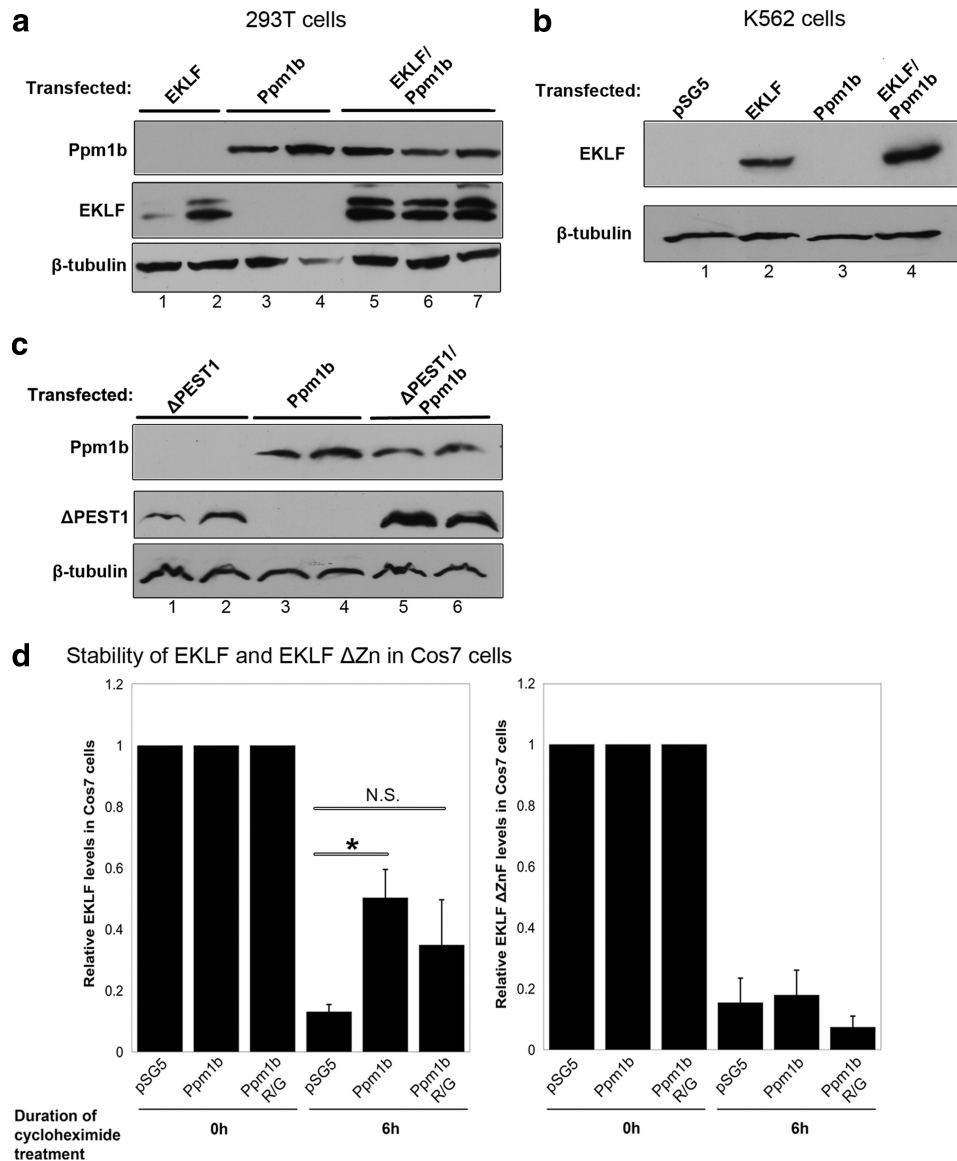 a
293T cells
Transfected:
EKLF
Ppm1b
EKLF/
Ppm1b
Ppm1b
EKLF
β-tubulin
1 2 3 4 5 6 7
b
K562 cells
Transfected:
pSG5
EKLF
Ppm1b
EKLF/
Ppm1b
EKLF
β-tubulin
1 2 3 4
c
Transfected:
ΔPEST1
Ppm1b
ΔPEST1/
Ppm1b
Ppm1b
ΔPEST1
β-tubulin
1 2 3 4 5 6
d
Stability of EKLF and EKLF ΔZn in Cos7 cells
Relative EKLF levels in Cos7 cells
1.2
1
0.8
0.6
0.4
0.2
0
N.S.
*
pSG5
Ppm1b
Ppm1b
R/G
pSG5
Ppm1b
Ppm1b
R/G
0h
6h
Relative EKLF ΔZnF levels in Cos7 cells
1.2
1
0.8
0.6
0.4
0.2
0
pSG5
Ppm1b
Ppm1b
R/G
pSG5
Ppm1b
Ppm1b
R/G
0h
6h
Duration of
cycloheximide
treatment